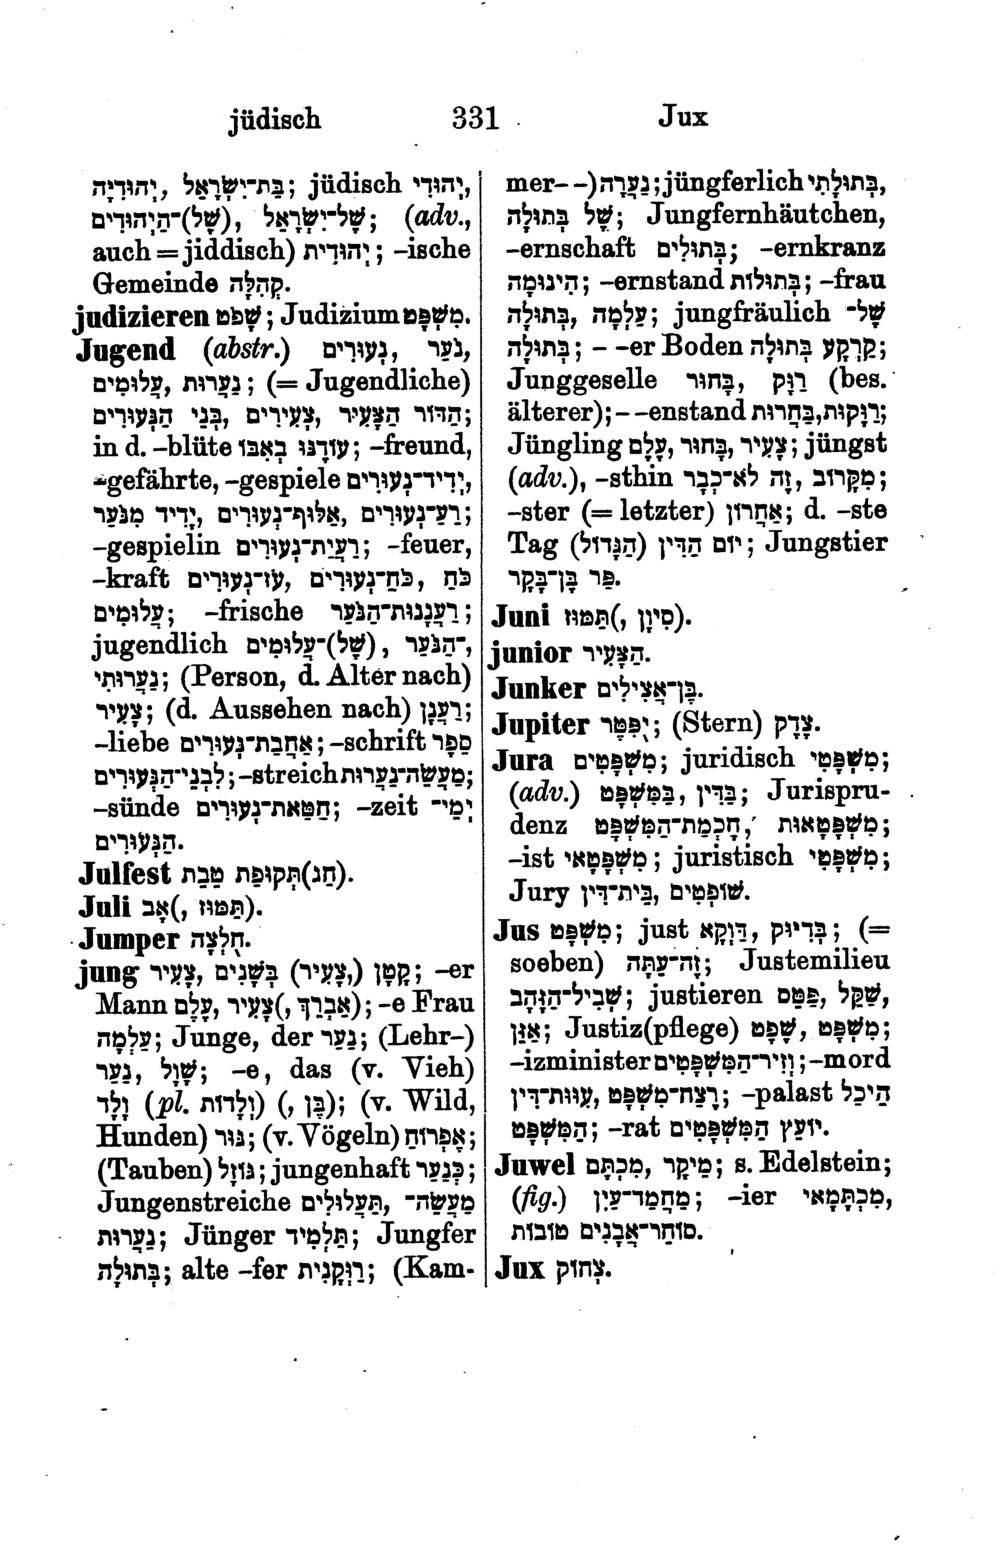 jüdisch 331 Jux
יְהוּדִיָּה, בַּת־יִשְׂרָאֵל; jüdisch יְהוּדִי,
(שֶׁל)־הַיְהוּדִים, שֶׁל־יִשְׂרָאֵל; (adv.,
auch = jiddisch) יְהוּדִית; –ische
Gemeinde קְהִלָּה.
judizieren שָׁפֹט; Judizium מִשְׁפָּט.
Jugend (abstr.) נֹעַר, נְעוּרִים,
עֲלוּמִים, נַעֲרוּת; (= Jugendliche)
הַדּוֹר הַצָּעִיר, צְעִירִים, בְּנֵי הַנְּעוּרִים;
in d. –blüte עוֹדֶנּוּ בְאִבּוֹ; –freund,
–gefährte, –gespiele יְדִיד־נְעוּרִים,
רֵעַ־נְעוּרִים, אַלּוּף־נְעוּרִים, יְדִיד מִנֹּעַר;
–gespielin רַעְיַת־נְעוּרִים; –feuer,
–kraft עֹז־נְעוּרִים, כֹּחַ־נְעוּרִים, כֹּחַ
עֲלוּמִים; –frische רַעֲנַנּוּת־הַנֹּעַר;
jugendlich (שֶׁל)־עֲלוּמִים, ־הַנֹּעַר,
נַעֲרוּתִי; (Person, d. Alter nach)
צָעִיר; (d. Aussehen nach) רַעֲנָן;
–liebe אַהֲבַת־נְעוּרִים; –schrift סֵפֶר
לִבְנֵי־הַנְּעוּרִים; –streich מַעֲשֵׂה־נַעֲרוּת;
–sünde חַטֹּאת־נְעוּרִים; –zeit יְמֵי־
הַנְּעוּרִים.
Julfest (חַג)תְּקוּפַת טֵבֵת.
Juli תַּמּוּז, (אָב).
Jumper חֻלְצָה.
jung צָעִיר, (צָעִיר) בְּשָׁנִים, קָטָן; –er
Mann עֶלֶם, צָעִיר, (אַבְרֵךְ); –e Frau
עַלְמָה; Junge, der נַעַר; (Lehr–)
נַעַר, שׁוּלְיָה; –e, das (v. Vieh)
וָלָד (pl. וְלָדוֹת) (, בֵּן); (v. Wild,
Hunden) גּוּר; (v. Vögeln) אֶפְרוֹחַ;
(Tauben) גּוֹזָל; jungenhaft כְּנַעַר;
Jungenstreiche תַּעֲלוּלִים, מַעֲשֵׂה־
נַעֲרוּת; Jünger תַּלְמִיד; Jungfer
בְּתוּלָה; alte –fer רַוָּקָנִית; (Kam-
mer- –) נַעֲרָה; jüngferlich בְּתוּלָתִי,
שֶׁל בְּתוּלָה; Jungfernhäutchen,
–ernschaft בְּתוּלִים; –ernkranz
הִינוּמָה; –ernstand בְּתוּלוֹת; –frau
בְּתוּלָה, עַלְמָה; jungfräulich שֶׁל־
בְּתוּלָה; – –er Boden קַרְקַע בְּתוּלָה;
Junggeselle בָּחוּר, רַוָּק (bes.
älterer); – –enstand רַוָּקוּת, בַּחֲרוּת;
Jüngling עֶלֶם, בָּחוּר, צָעִיר; jüngst
(adv.), –sthin מִקָּרוֹב, זֶה לֹא־כְבָר;
–ster (= letzter) אַחֲרוֹן; d. –ste
Tag יוֹם הַדִּין (הַגָּדוֹל); Jungstier
פַּר בֶּן־בָּקָר.
Juni סִיוָן, (תַּמּוּז).
junior הַצָּעִיר.
Junker בֶּן־אֲצִילִים.
Jupiter יֻפִּטֶר; (Stern) צֶדֶק.
Jura מִשְׁפָּטִים; juridisch מִשְׁפָּטִי;
(adv.) בַּדִּין, בַּמִּשְׁפָּט; Jurispru-
denz חָכְמַת־הַמִּשְׁפָּט, מִשְׁפָּטָאוּת;
–ist מִשְׁפָּטַאי; juristisch מִשְׁפָּטִי;
Jury בֵּית־דִּין, שׁוֹפְטִים.
Jus מִשְׁפָּט; just דַּוְקָא, בְּדִיּוּק; (=
soeben) זֶה־עַתָּה; Justemilieu
שְׁבִיל־הַזָּהָב; justieren שַׁקֵּל, פַּטֵּם,
אַזֵּן; Justiz(pflege) מִשְׁפָּט, שָׁפֹט;
–izminister וְזִיר־הַמִּשְׁפָּטִים; –mord
רֶצַח־מִשְׁפָּט, עִוּוּת־דִּין; –palast הֵיכַל
הַמִּשְׁפָּט; –rat יוֹעֵץ הַמִּשְׁפָּטִים.
Juwel מִיקָר, מִכְתָּם; s. Edelstein;
(fig.) מַחְמַד־עַיִן; –ier מִכְתָּמַאי,
סוֹחֵר־אֲבָנִים טוֹבוֹת.
Jux צְחוֹק.